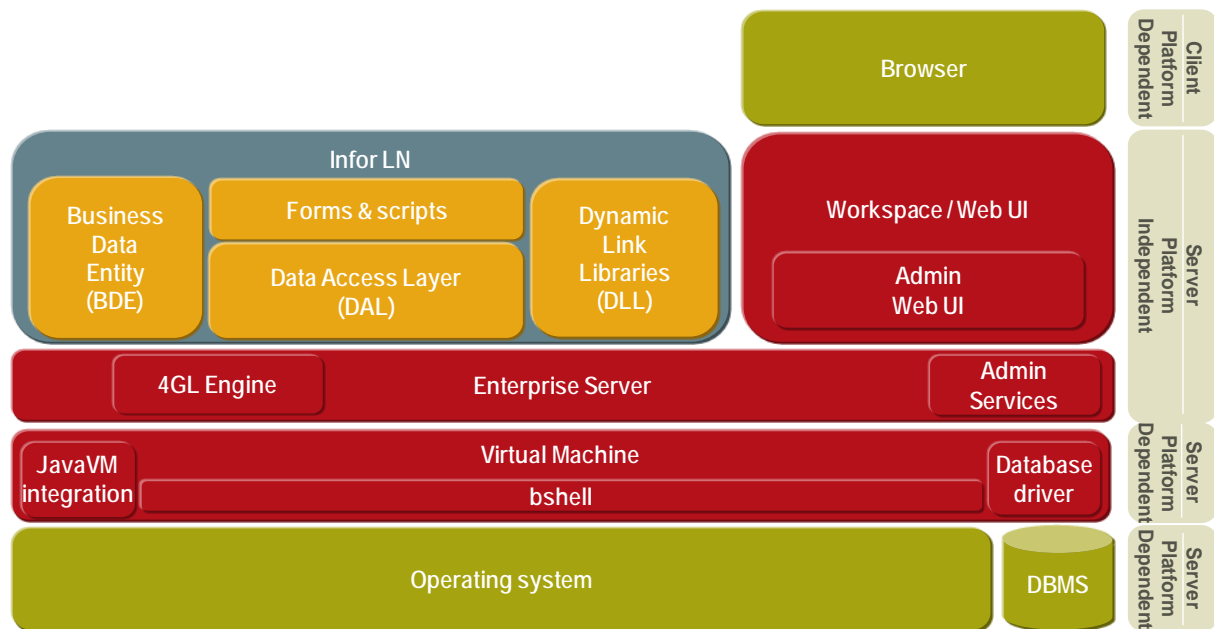 Browser
Client
Platform
Dependent
Infor LN
Business
Data
Entity
(BDE)
Forms & scripts
Data Access Layer
(DAL)
Dynamic
Link
Libraries
(DLL)
Workspace / Web UI
Admin
Web UI
Server
Platform
Independent
4GL Engine
Enterprise Server
Admin
Services
JavaVM
integration
Virtual Machine
bshell
Database
driver
Server
Platform
Dependent
Operating system
DBMS
Server
Platform
Dependent